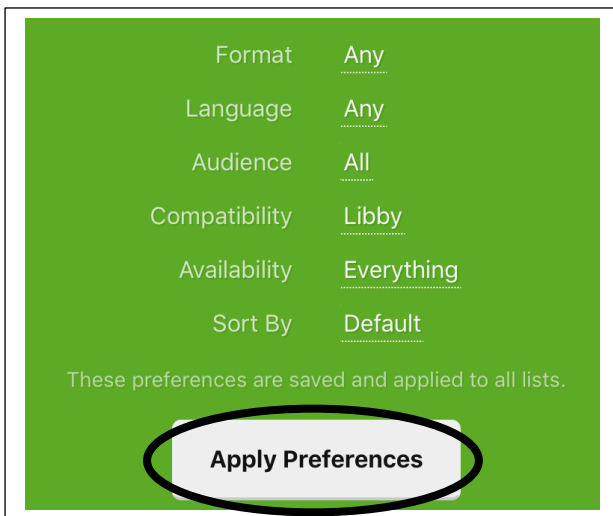 Format Any
Language Any
Audience All
Compatibility Libby
Availability Everything
Sort By Default
These preferences are saved and applied to all lists.
Apply Preferences